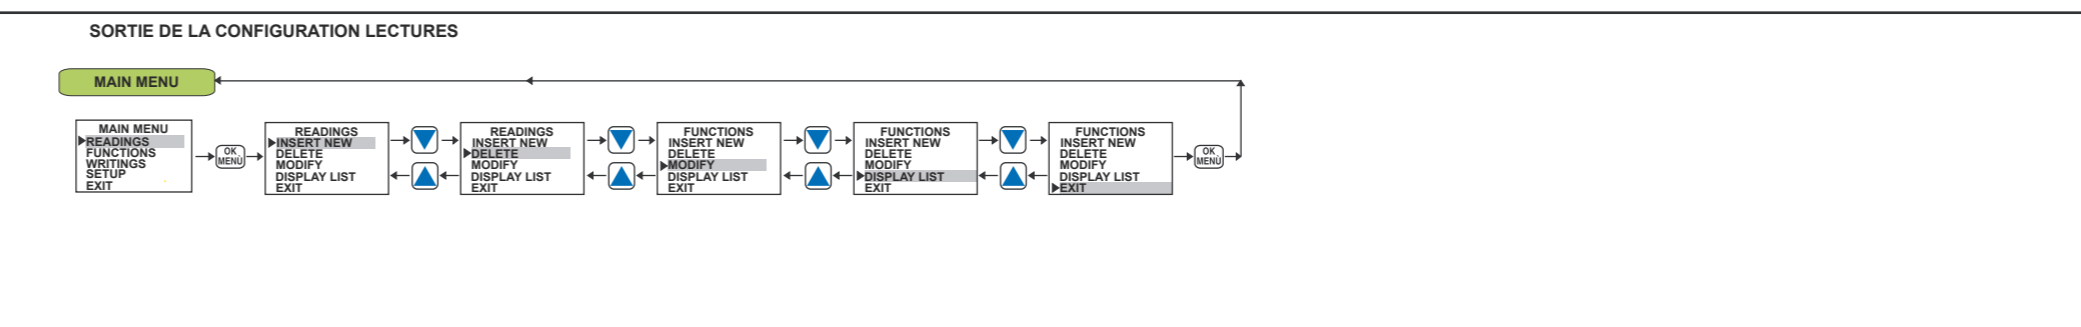 SORTIE DE LA CONFIGURATION LECTURES
MAIN MENU
MAIN MENU
READINGS
FUNCTIONS
WRITINGS
SETUP
EXIT
OK
MENÙ
READINGS
INSERT NEW
DELETE
MODIFY
DISPLAY LIST
EXIT
READINGS
INSERT NEW
DELETE
MODIFY
DISPLAY LIST
EXIT
FUNCTIONS
INSERT NEW
DELETE
MODIFY
DISPLAY LIST
EXIT
FUNCTIONS
INSERT NEW
DELETE
MODIFY
DISPLAY LIST
EXIT
FUNCTIONS
INSERT NEW
DELETE
MODIFY
DISPLAY LIST
EXIT
OK
MENÙ